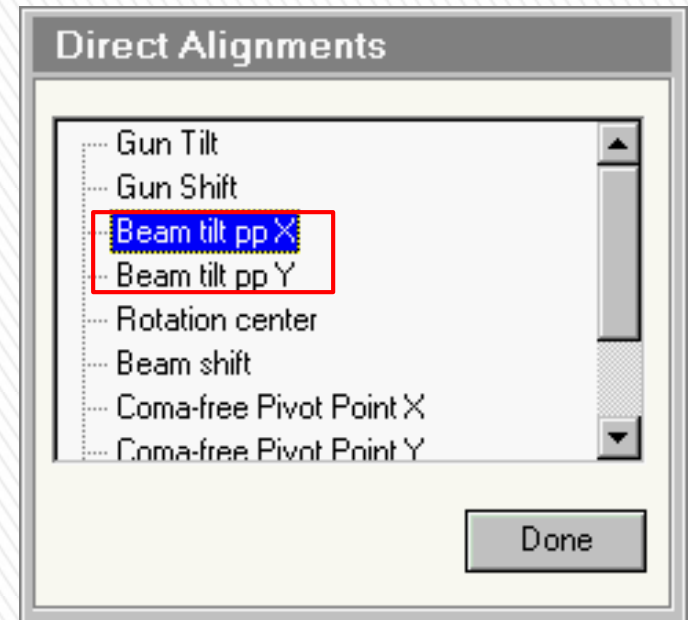 Direct Alignments
Gun Tilt
Gun Shift
Beam tilt pp X
Beam tilt pp Y
Rotation center
Beam shift
Coma-free Pivot Point X
Coma-free Pivot Point Y
Done